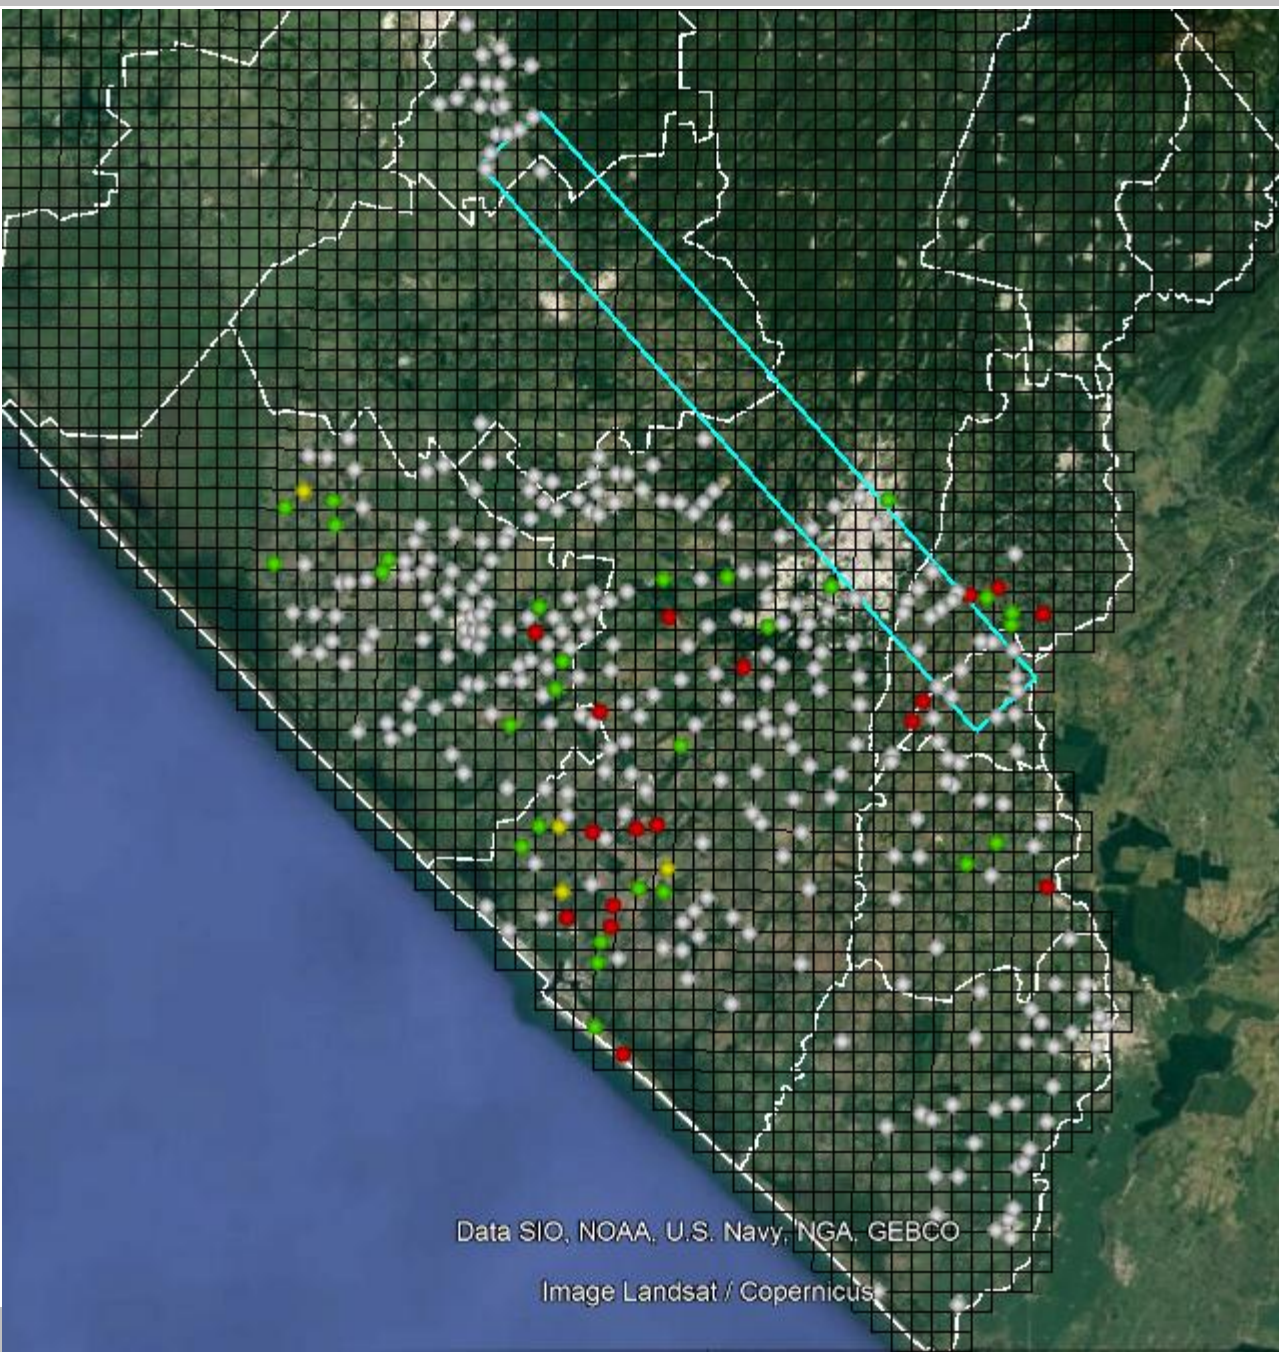 Data SIO, NOAA, U.S. Navy, NGA, GEBCO
Image Landsat / Copernicus